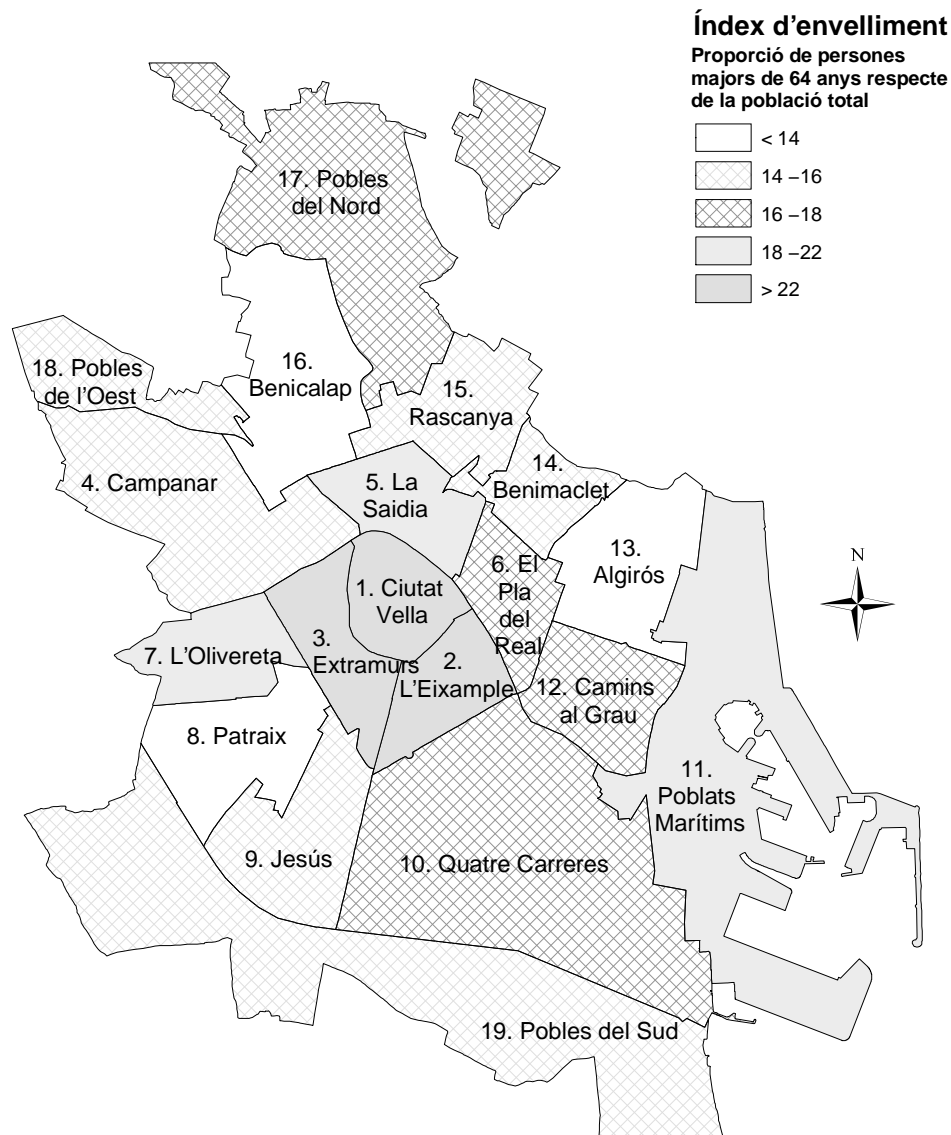 Índex d'envelliment
Proporció de persones
majors de 64 anys respecte
de la població total
< 14
14 –16
16 –18
18 –22
> 22
17. Pobles
del Nord
16.
Benicalap
18. Pobles
de l'Oest
15.
Rascanya
4. Campanar
5. La
Saidia
14.
Benimaclet
13.
Algirós
N
6. El
Pla
del
Real
1. Ciutat
Vella
3.
Extramurs
2.
L'Eixample
7. L'Olivereta
12. Camins
al Grau
8. Patraix
11.
Poblats
Marítims
9. Jesús
10. Quatre Carreres
19. Pobles del Sud